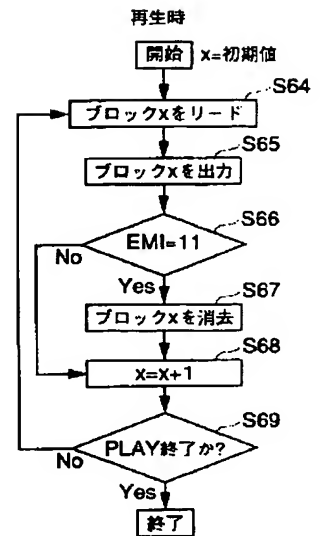 再生時
開始 x=初期値
S64
ブロックxをリード
S65
ブロックxを出力
S66
EMI=11
No
Yes
S67
ブロックxを消去
S68
x=x+1
S69
PLAY終了か?
No
Yes
終了